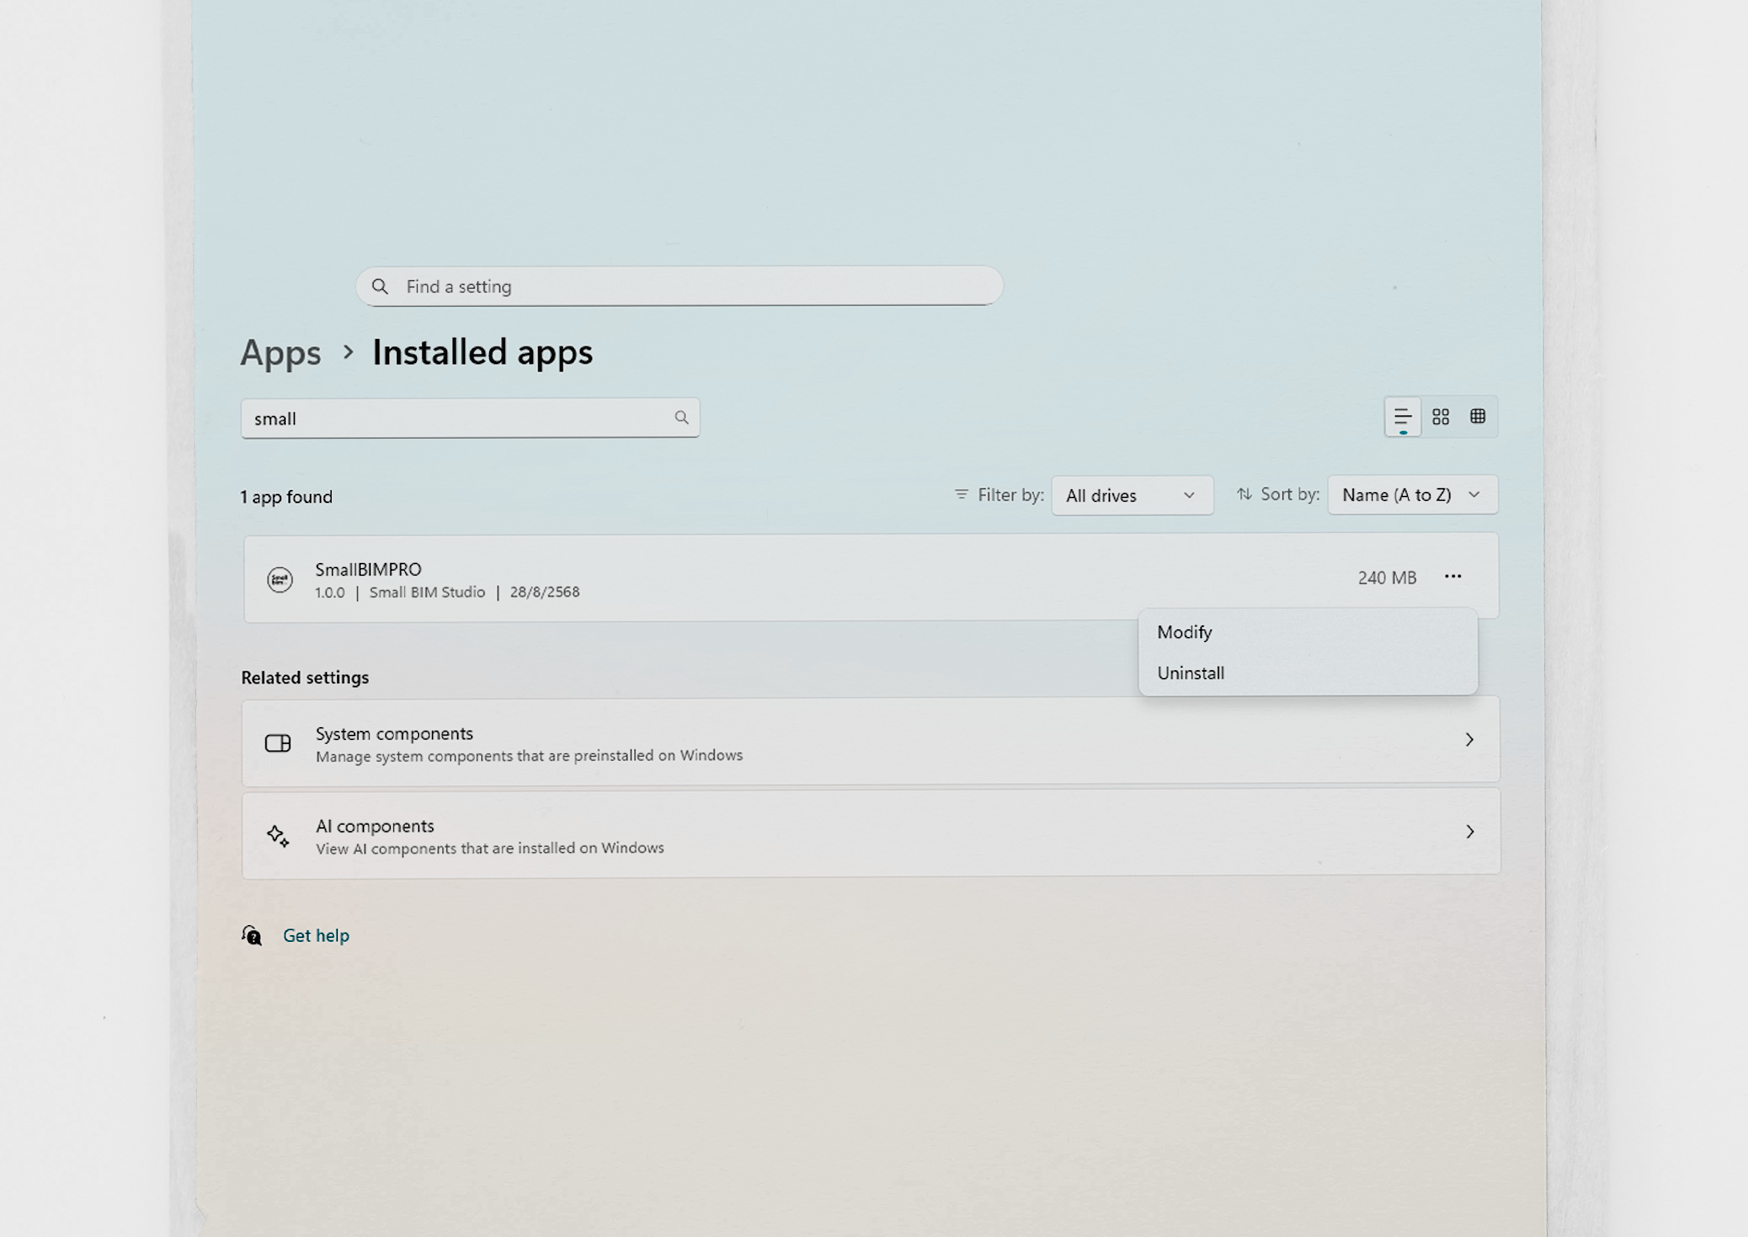 Find a setting
Apps > Installed apps
small
1 app found
Filter by: All drives
Sort by: Name (A to Z)
SmallBIMPRO
1.0.0 | Small BIM Studio | 28/8/2568
240 MB ...
Modify
Uninstall
Related settings
System components
Manage system components that are preinstalled on Windows
AI components
View AI components that are installed on Windows
Get help